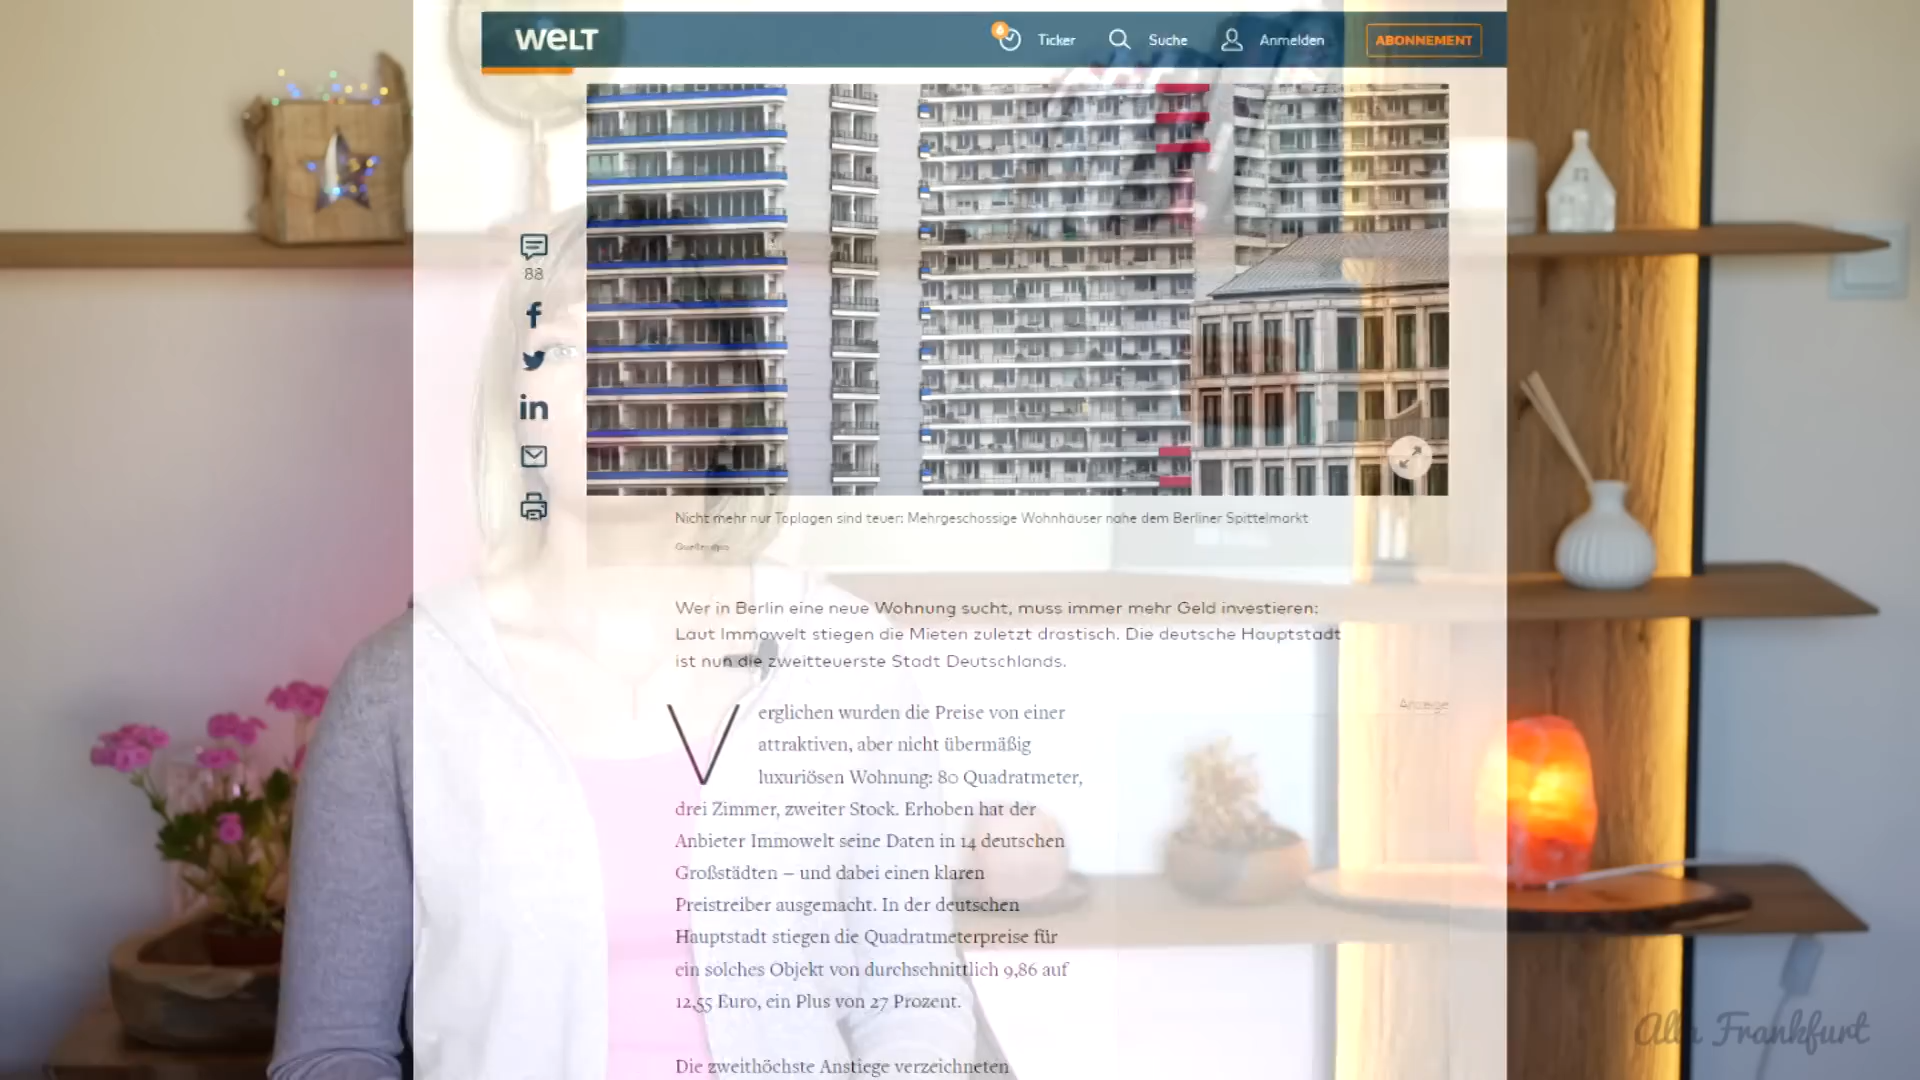 WELT
6
Ticker
Suche
Anmelden
ABONNEMENT
88
Nicht mehr nur Toplagen sind teuer: Mehrgeschossige Wohnhäuser nahe dem Berliner Spittelmarkt
Quelle: dpa
Wer in Berlin eine neue Wohnung sucht, muss immer mehr Geld investieren:
Laut Immowelt stiegen die Mieten zuletzt drastisch. Die deutsche Hauptstadt
ist nun die zweitteuerste Stadt Deutschlands.
Anzeige
Verglichen wurden die Preise von einer
attraktiven, aber nicht übermäßig
luxuriösen Wohnung: 80 Quadratmeter,
drei Zimmer, zweiter Stock. Erhoben hat der
Anbieter Immowelt seine Daten in 14 deutschen
Großstädten – und dabei einen klaren
Preistreiber ausgemacht. In der deutschen
Hauptstadt stiegen die Quadratmeterpreise für
ein solches Objekt von durchschnittlich 9,86 auf
12,55 Euro, ein Plus von 27 Prozent.
Die zweithöchste Anstiege verzeichneten
Alla Frankfurt